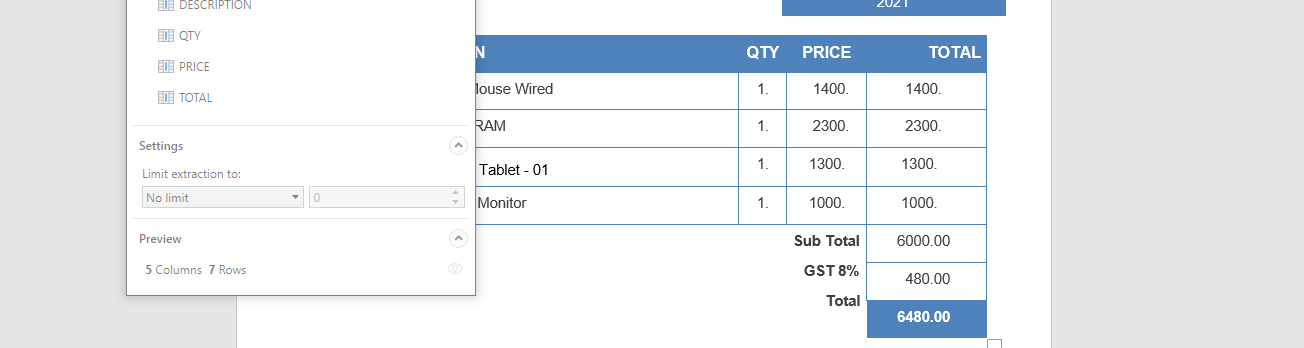 DESCRIPTION
QTY
PRICE
TOTAL
Settings
Limit extraction to:
No limit 0
Preview
5 Columns 7 Rows
2021
N QTY PRICE TOTAL
Mouse Wired 1. 1400. 1400.
RAM 1. 2300. 2300.
Tablet - 01 1. 1300. 1300.
Monitor 1. 1000. 1000.
Sub Total 6000.00
GST 8% 480.00
Total 6480.00